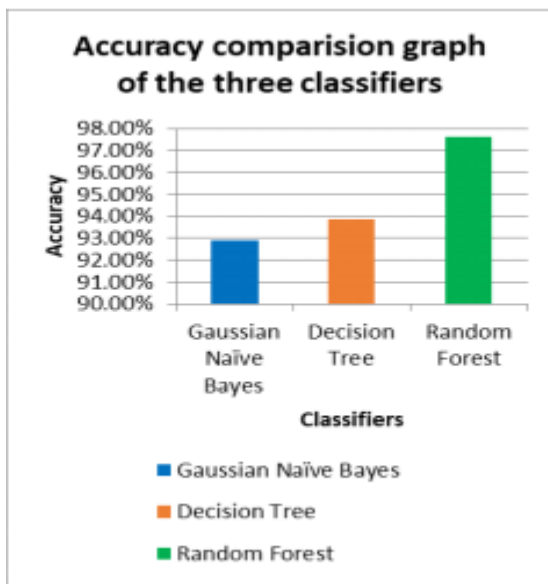 Accuracy comparision graph
of the three classifiers
98.00%
97.00%
96.00%
95.00%
94.00%
93.00%
92.00%
91.00%
90.00%
Accuracy
Gaussian
Naïve
Bayes
Decision
Tree
Random
Forest
Classifiers
Gaussian Naïve Bayes
Decision Tree
Random Forest